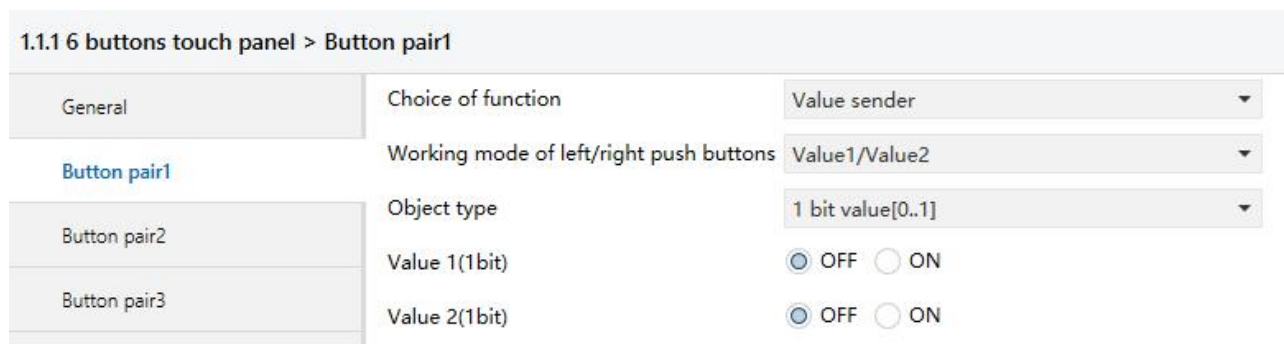 1.1.1 6 buttons touch panel > Button pair1
General
Choice of function Value sender
Button pair1
Working mode of left/right push buttons Value1/Value2
Object type 1 bit value[0..1]
Button pair2
Value 1(1bit) OFF ON
Button pair3
Value 2(1bit) OFF ON